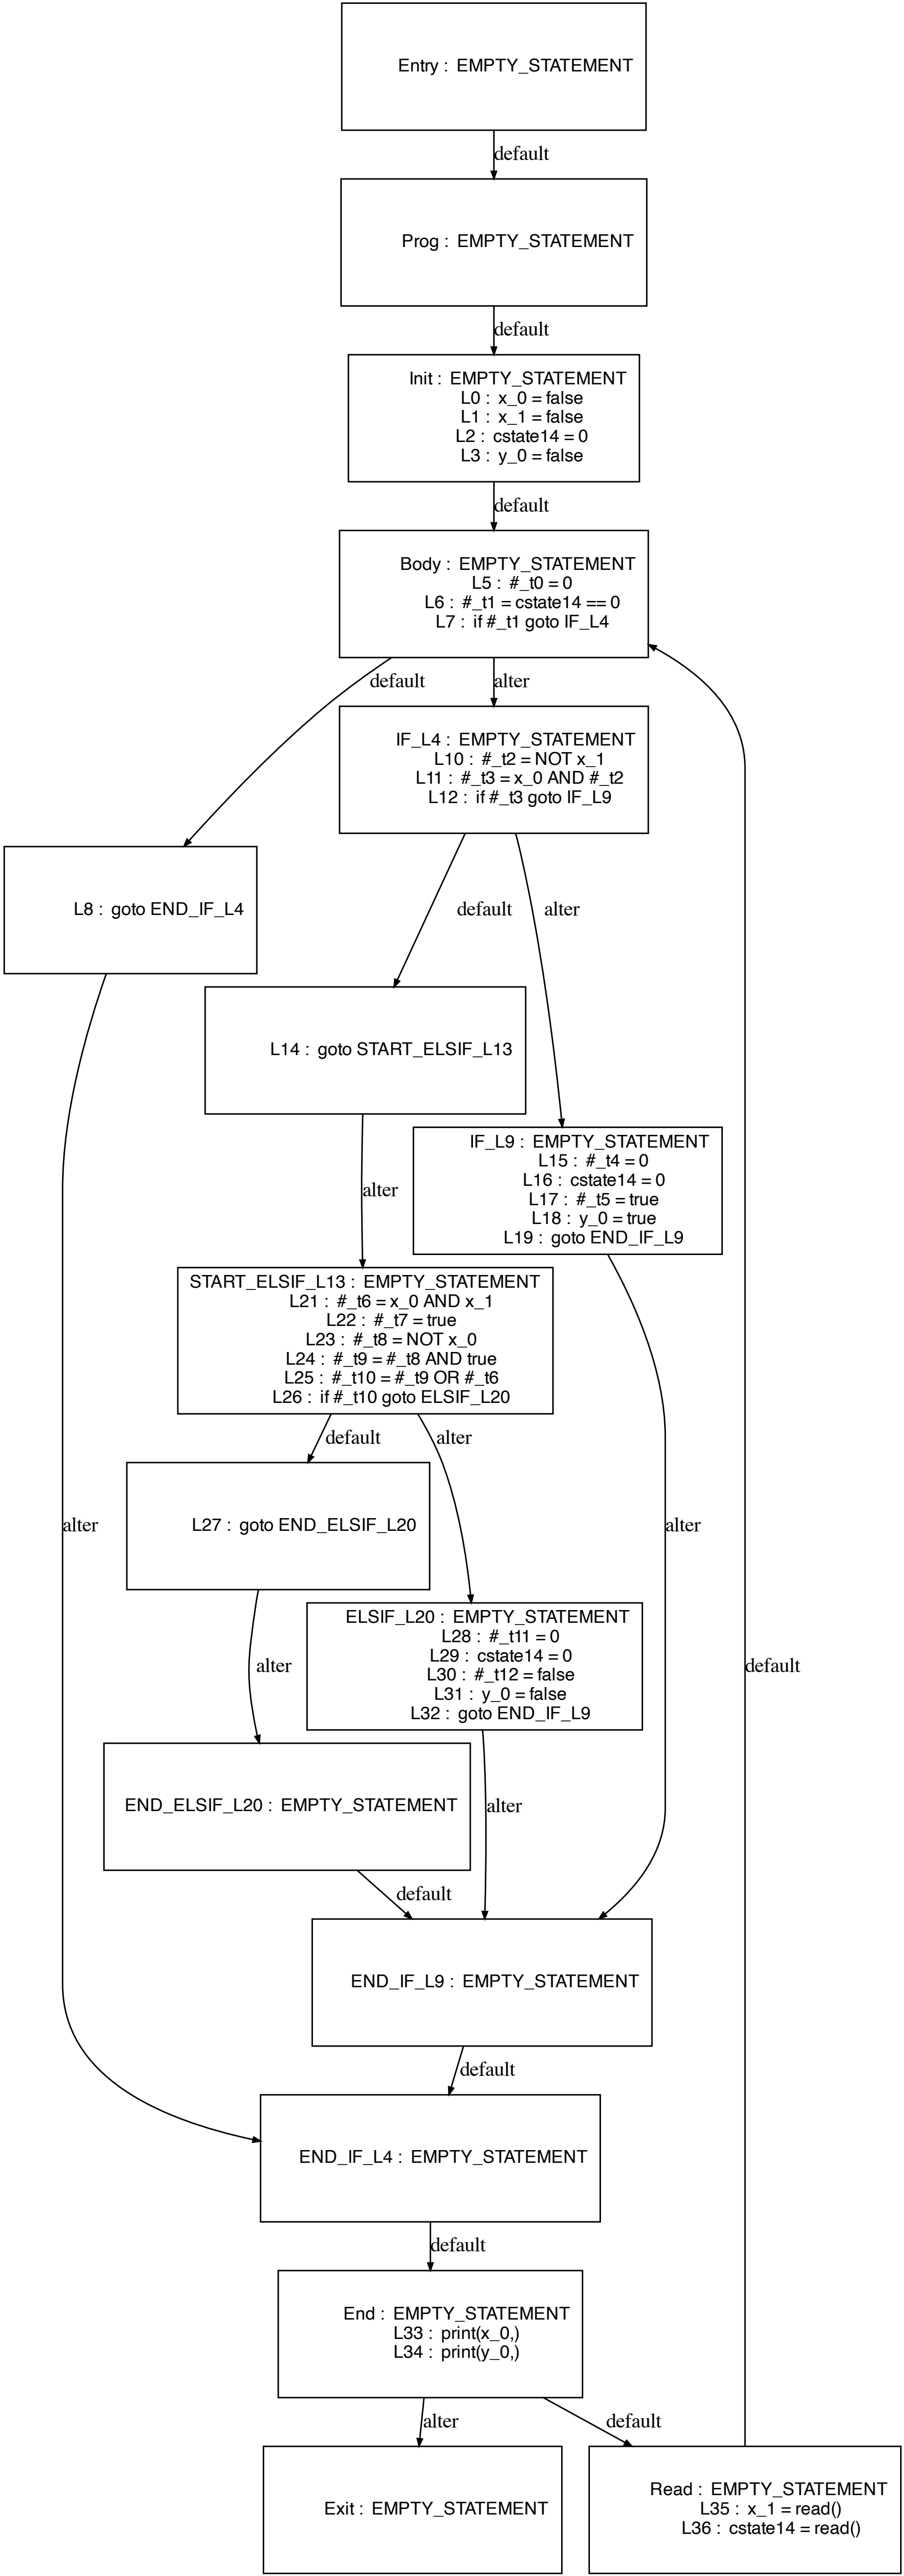 Entry :  EMPTY_STATEMENT
default
Prog :  EMPTY_STATEMENT
default
Init :  EMPTY_STATEMENT
L0 :  x_0 = false
L1 :  x_1 = false
L2 :  cstate14 = 0
L3 :  y_0 = false
default
Body :  EMPTY_STATEMENT
L5 :  #_t0 = 0
L6 :  #_t1 = cstate14 == 0
L7 :  if #_t1 goto IF_L4
default
alter
IF_L4 :  EMPTY_STATEMENT
L10 :  #_t2 = NOT x_1
L11 :  #_t3 = x_0 AND #_t2
L12 :  if #_t3 goto IF_L9
L8 :  goto END_IF_L4
default
alter
L14 :  goto START_ELSIF_L13
alter
IF_L9 :  EMPTY_STATEMENT
L15 :  #_t4 = 0
L16 :  cstate14 = 0
L17 :  #_t5 = true
L18 :  y_0 = true
L19 :  goto END_IF_L9
START_ELSIF_L13 :  EMPTY_STATEMENT
L21 :  #_t6 = x_0 AND x_1
L22 :  #_t7 = true
L23 :  #_t8 = NOT x_0
L24 :  #_t9 = #_t8 AND true
L25 :  #_t10 = #_t9 OR #_t6
L26 :  if #_t10 goto ELSIF_L20
default
alter
alter
L27 :  goto END_ELSIF_L20
alter
alter
ELSIF_L20 :  EMPTY_STATEMENT
L28 :  #_t11 = 0
L29 :  cstate14 = 0
L30 :  #_t12 = false
L31 :  y_0 = false
L32 :  goto END_IF_L9
default
END_ELSIF_L20 :  EMPTY_STATEMENT
alter
default
END_IF_L9 :  EMPTY_STATEMENT
default
END_IF_L4 :  EMPTY_STATEMENT
default
End :  EMPTY_STATEMENT
L33 :  print(x_0,)
L34 :  print(y_0,)
alter
default
Exit :  EMPTY_STATEMENT
Read :  EMPTY_STATEMENT
L35 :  x_1 = read()
L36 :  cstate14 = read()